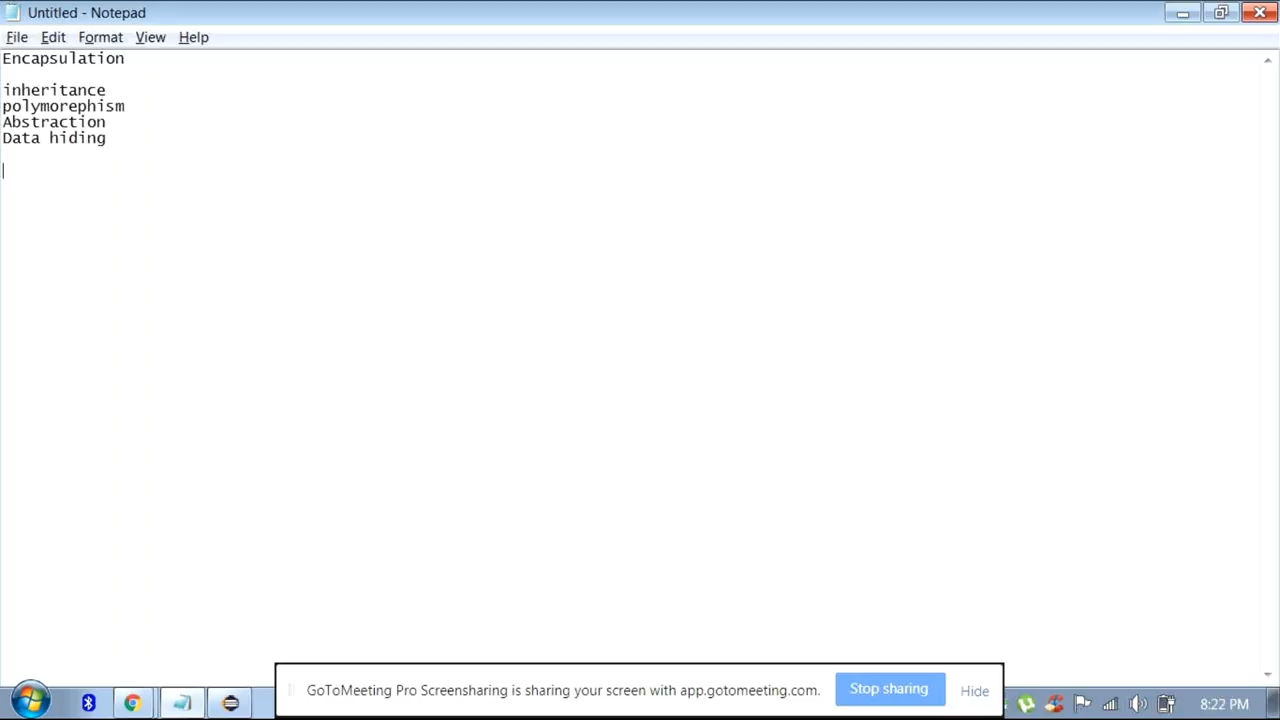 Untitled - Notepad
File Edit Format View Help
Encapsulation
inheritance
polymorephism
Abstraction
Data hiding
GoToMeeting Pro Screensharing is sharing your screen with app.gotomeeting.com. Stop sharing Hide
8:22 PM